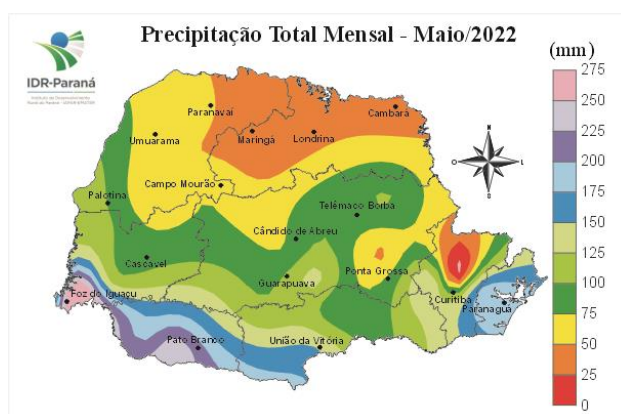 Precipitação Total Mensal - Maio/2022
(mm)
IDR-Paraná
275
250
225
200
175
150
125
100
75
50
25
0
N
O
L
S
Paranavaí
Cambará
Umuarama
Maringá
Londrina
Campo Mourão
Palotina
Telêmaco Borba
Cândido de Abreu
Cascavel
Guarapuava
Ponta Grossa
Foz do Iguaçu
Curitiba
Paranaguá
Pato Branco
União da Vitória